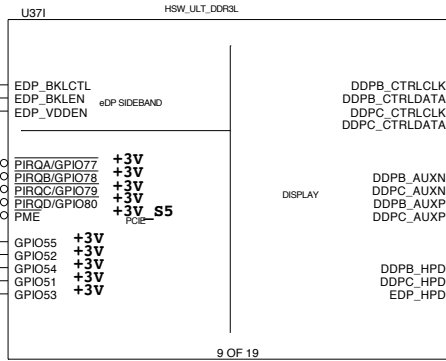 U37I
HSW_ULT_DDR3L
EDP_BKLCTL
EDP_BKLEN
EDP_VDDEN
eDP SIDEBAND
PIRQA/GPIO77 +3V
PIRQB/GPIO78 +3V
PIRQC/GPIO79 +3V
PIRQD/GPIO80 +3V
PME +3V_S5
PCIE
GPIO55 +3V
GPIO52 +3V
GPIO54 +3V
GPIO51 +3V
GPIO53 +3V
DISPLAY
DDPB_CTRLCLK
DDPB_CTRLDATA
DDPC_CTRLCLK
DDPC_CTRLDATA
DDPB_AUXN
DDPC_AUXN
DDPB_AUXP
DDPC_AUXP
DDPB_HPD
DDPC_HPD
EDP_HPD
9 OF 19